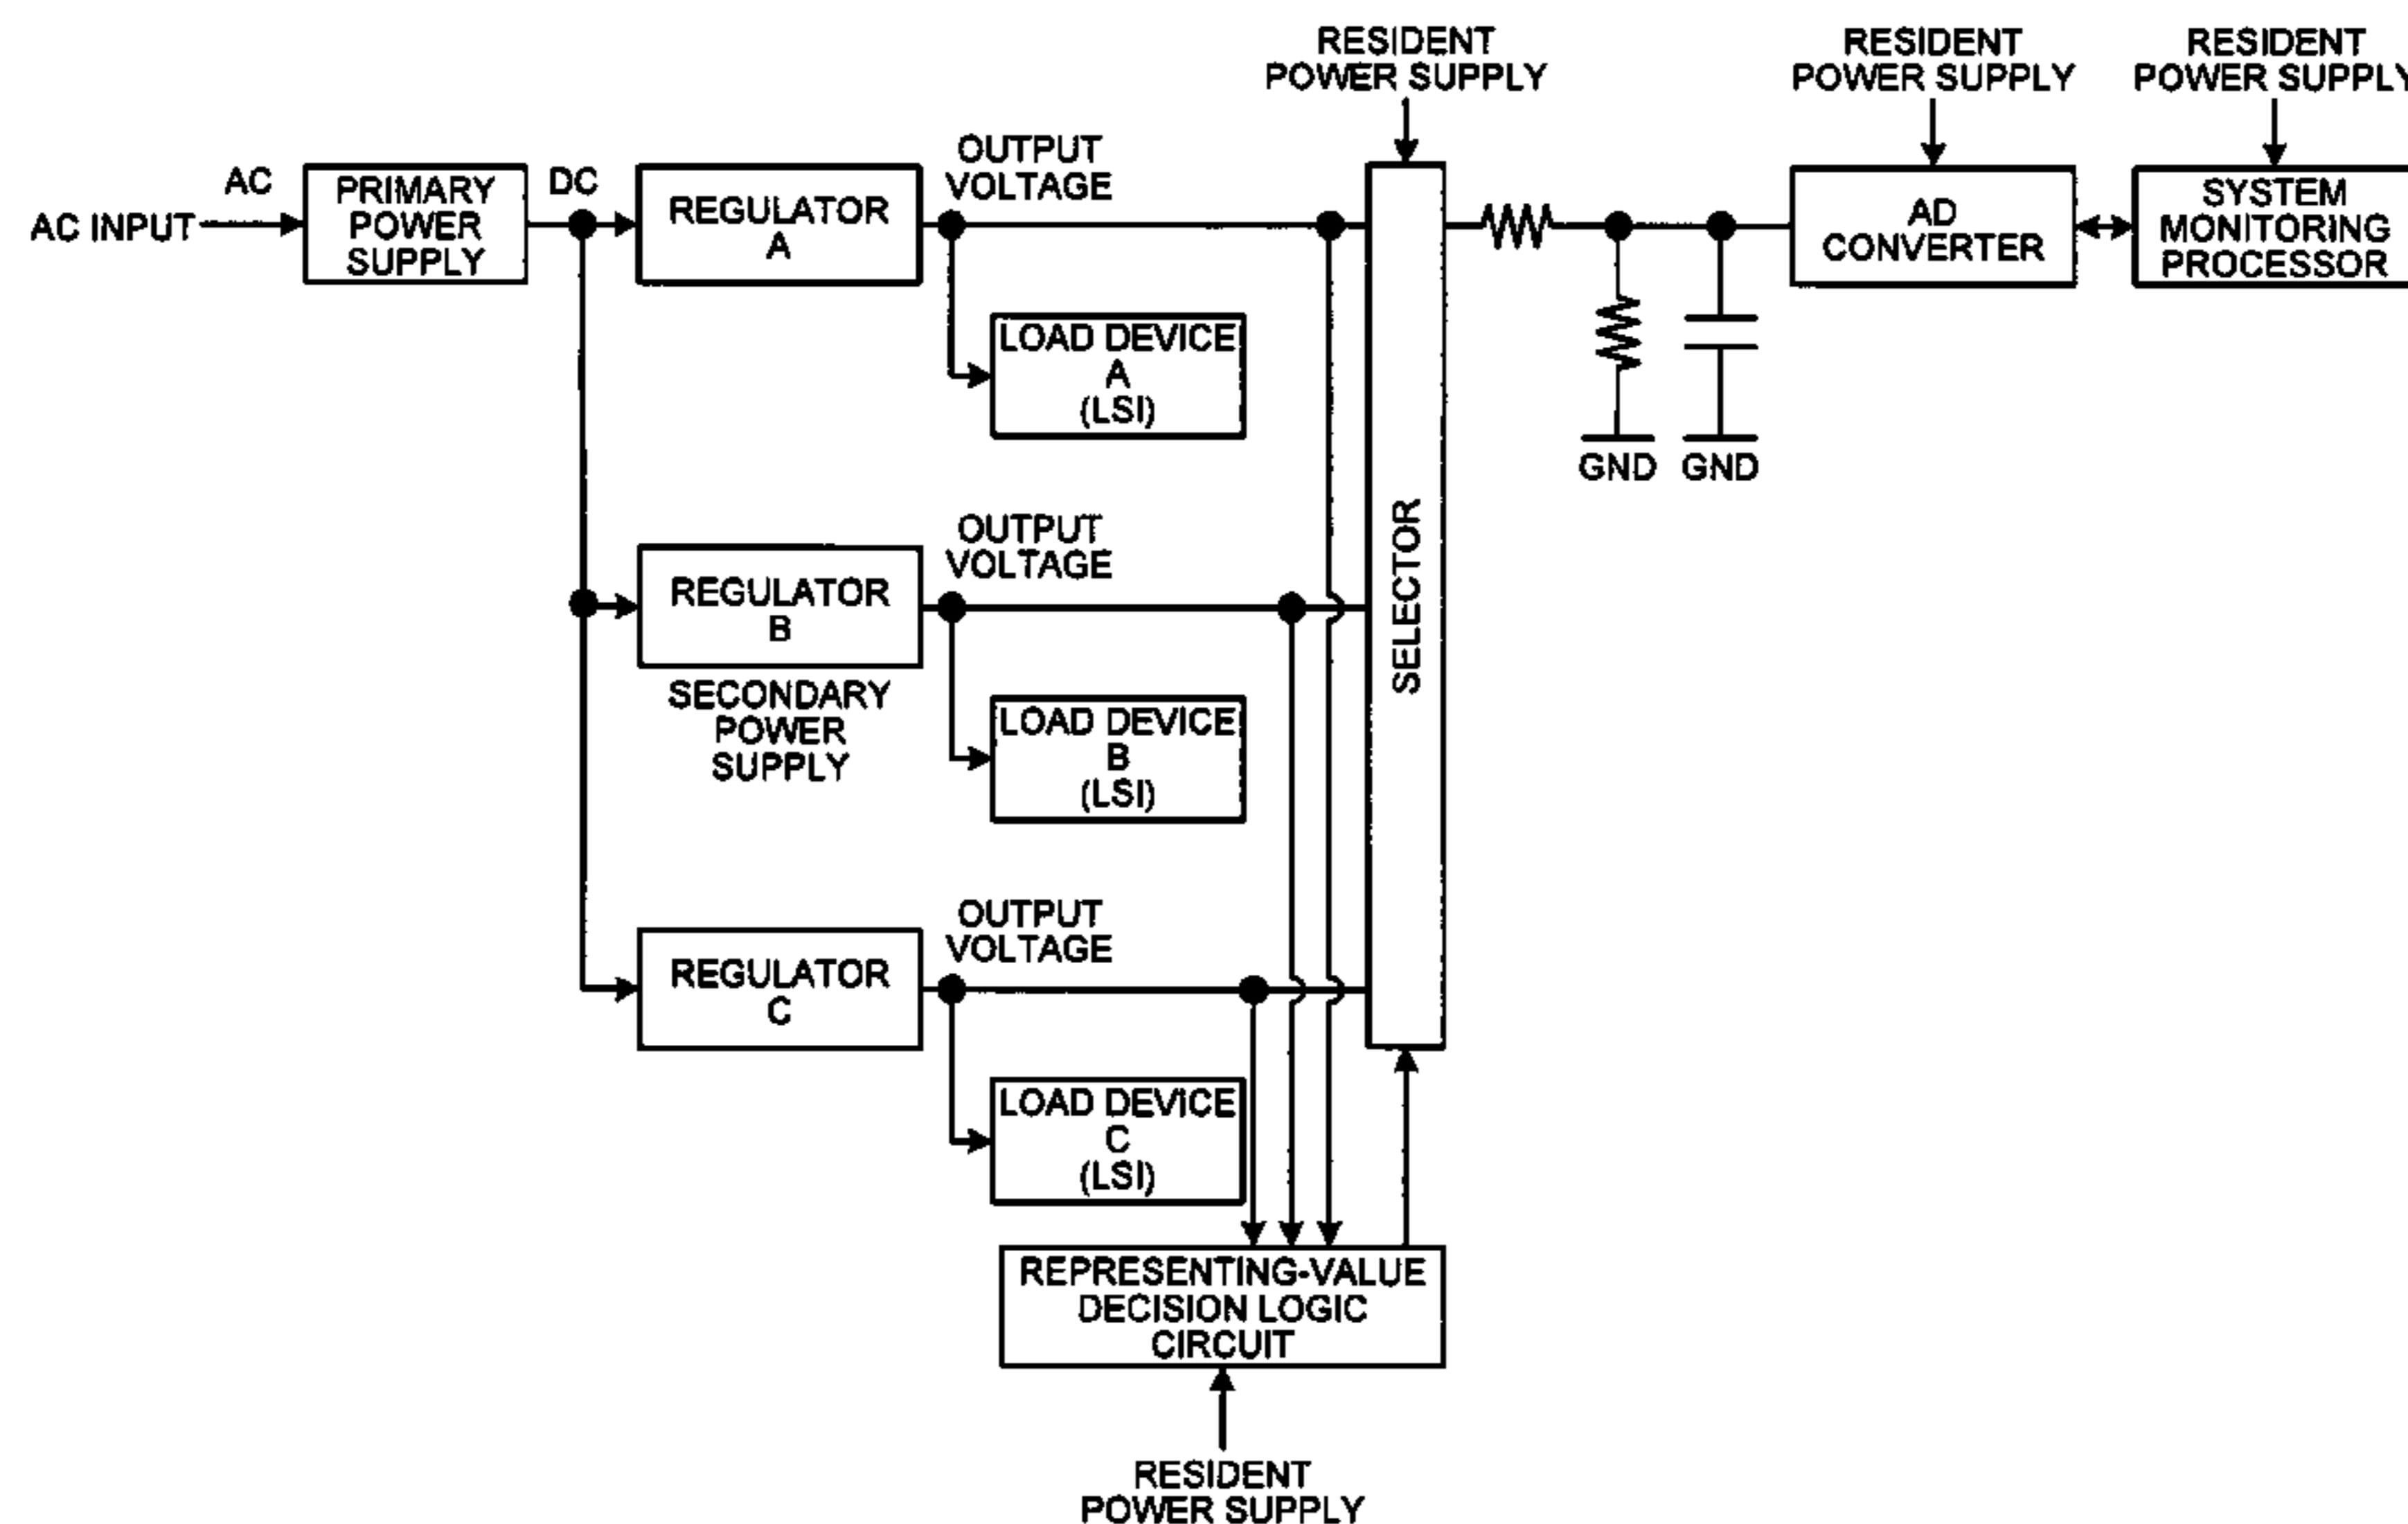 RESIDENT
POWER SUPPLY
RESIDENT
POWER SUPPLY
RESIDENT
POWER SUPPLY
AC INPUT
AC
PRIMARY
POWER
SUPPLY
DC
REGULATOR
A
OUTPUT
VOLTAGE
LOAD DEVICE
A
(LSI)
AD
CONVERTER
SYSTEM
MONITORING
PROCESSOR
GND
GND
SELECTOR
REGULATOR
B
SECONDARY
POWER
SUPPLY
OUTPUT
VOLTAGE
LOAD DEVICE
B
(LSI)
REGULATOR
C
OUTPUT
VOLTAGE
LOAD DEVICE
C
(LSI)
REPRESENTING-VALUE
DECISION LOGIC
CIRCUIT
RESIDENT
POWER SUPPLY